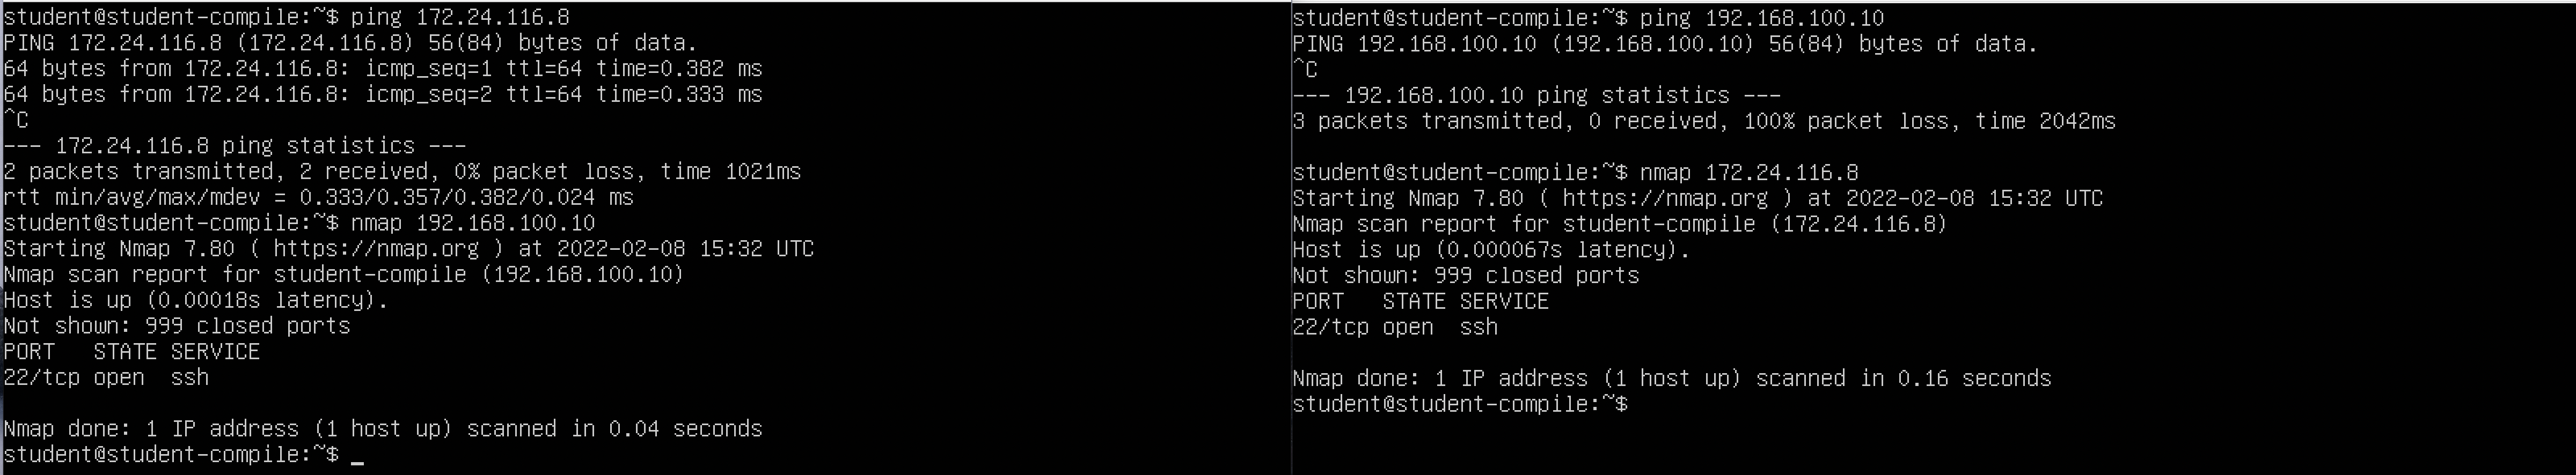 student@student-compile:~$ ping 172.24.116.8
PING 172.24.116.8 (172.24.116.8) 56(84) bytes of data.
64 bytes from 172.24.116.8: icmp_seq=1 ttl=64 time=0.382 ms
64 bytes from 172.24.116.8: icmp_seq=2 ttl=64 time=0.333 ms
^C
--- 172.24.116.8 ping statistics ---
2 packets transmitted, 2 received, 0% packet loss, time 1021ms
rtt min/avg/max/mdev = 0.333/0.357/0.382/0.024 ms
student@student-compile:~$ nmap 192.168.100.10
Starting Nmap 7.80 ( https://nmap.org ) at 2022-02-08 15:32 UTC
Nmap scan report for student-compile (192.168.100.10)
Host is up (0.00018s latency).
Not shown: 999 closed ports
PORT   STATE SERVICE
22/tcp open  ssh
Nmap done: 1 IP address (1 host up) scanned in 0.04 seconds
student@student-compile:~$ _
student@student-compile:~$ ping 192.168.100.10
PING 192.168.100.10 (192.168.100.10) 56(84) bytes of data.
^C
--- 192.168.100.10 ping statistics ---
3 packets transmitted, 0 received, 100% packet loss, time 2042ms
student@student-compile:~$ nmap 172.24.116.8
Starting Nmap 7.80 ( https://nmap.org ) at 2022-02-08 15:32 UTC
Nmap scan report for student-compile (172.24.116.8)
Host is up (0.000067s latency).
Not shown: 999 closed ports
PORT   STATE SERVICE
22/tcp open  ssh
Nmap done: 1 IP address (1 host up) scanned in 0.16 seconds
student@student-compile:~$